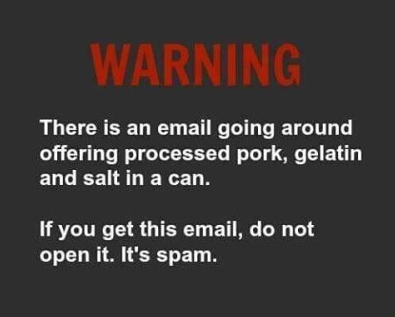 WARNING
There is an email going around
offering processed pork, gelatin
and salt in a can.
If you get this email, do not
open it. It's spam.